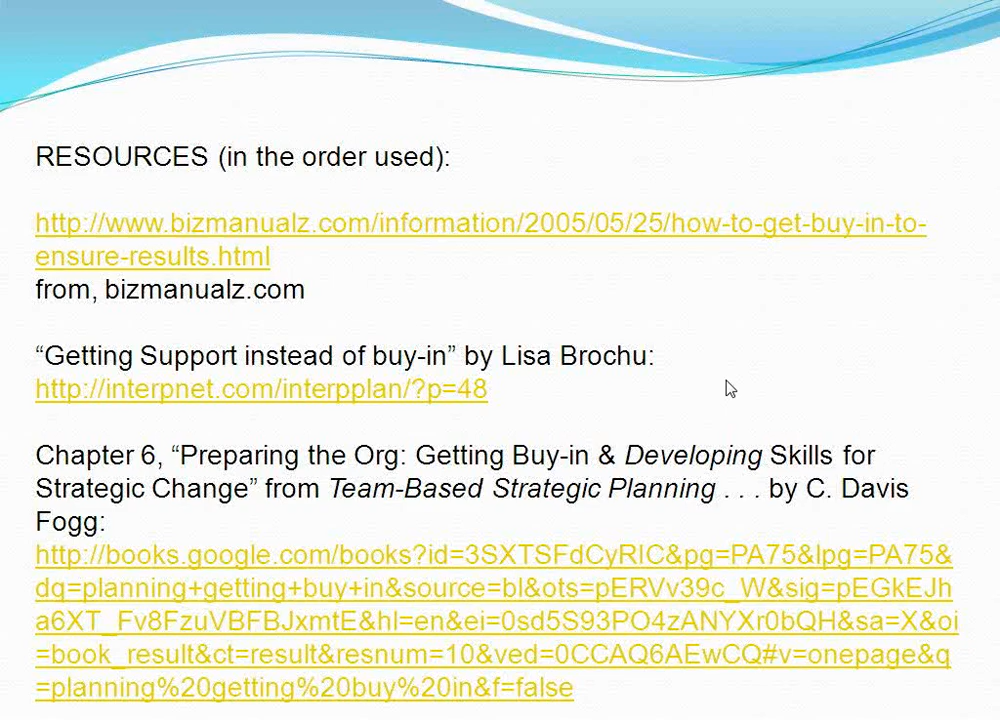 RESOURCES (in the order used):
http://www.bizmanualz.com/information/2005/05/25/how-to-get-buy-in-to-
ensure-results.html
from, bizmanualz.com
“Getting Support instead of buy-in” by Lisa Brochu:
http://interpnet.com/interpplan/?p=48
Chapter 6, “Preparing the Org: Getting Buy-in & Developing Skills for
Strategic Change” from Team-Based Strategic Planning . . . by C. Davis
Fogg:
http://books.google.com/books?id=3SXTSFdCyRIC&pg=PA75&lpg=PA75&
dq=planning+getting+buy+in&source=bl&ots=pERVv39c_W&sig=pEGkEJh
a6XT_Fv8FzuVBFBJxmtE&hl=en&ei=0sd5S93PO4zANYXr0bQH&sa=X&oi
=book_result&ct=result&resnum=10&ved=0CCAQ6AEwCQ#v=onepage&q
=planning%20getting%20buy%20in&f=false